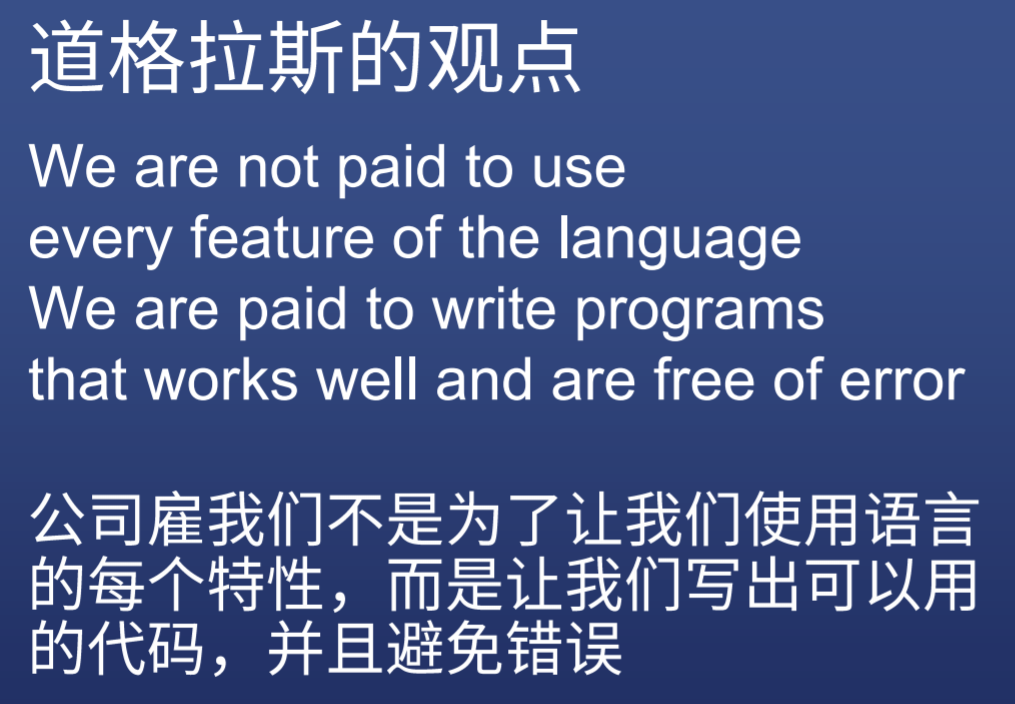 道格拉斯的观点
We are not paid to use
every feature of the language
We are paid to write programs
that works well and are free of error
公司雇我们不是为了让我们使用语言
的每个特性，而是让我们写出可以用
的代码，并且避免错误